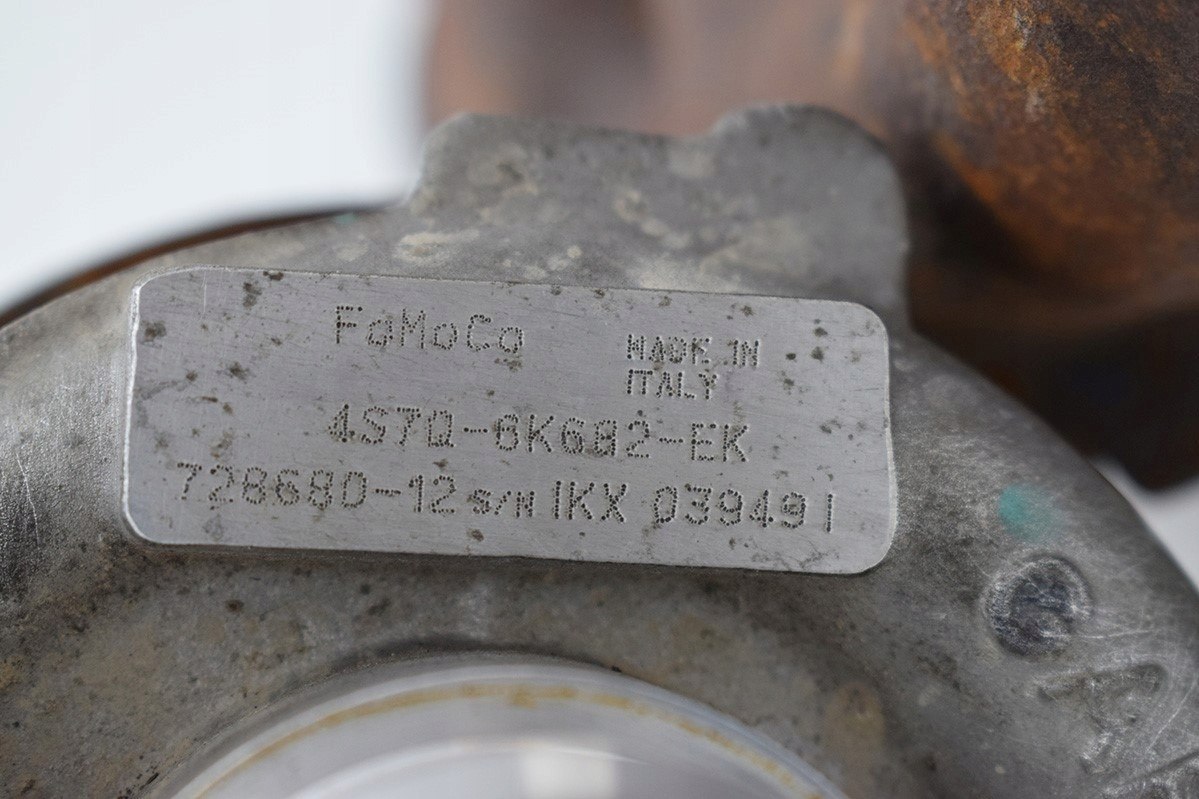 FoMoCo
MADE IN
ITALY
4S7Q-6K682-EK
728680-12 S/N IKX 039491